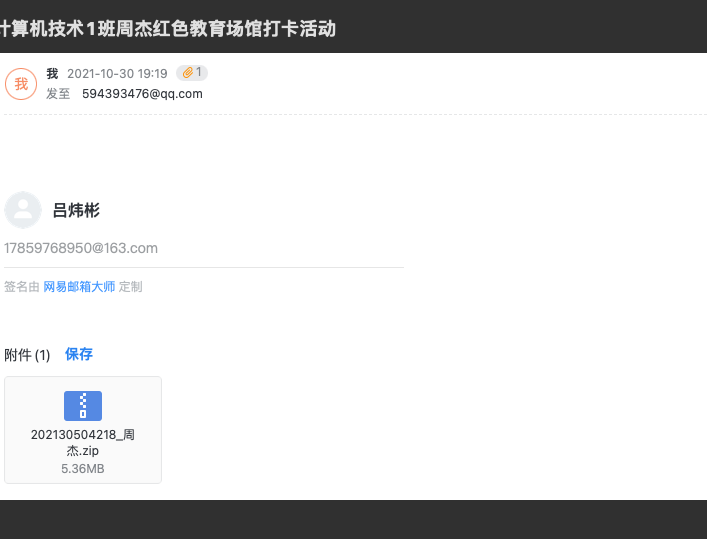 计算机技术1班周杰红色教育场馆打卡活动
我
我 2021-10-30 19:19 1
发至 594393476@qq.com
吕炜彬
17859768950@163.com
签名由 网易邮箱大师 定制
附件 (1) 保存
202130504218_周
杰.zip
5.36MB